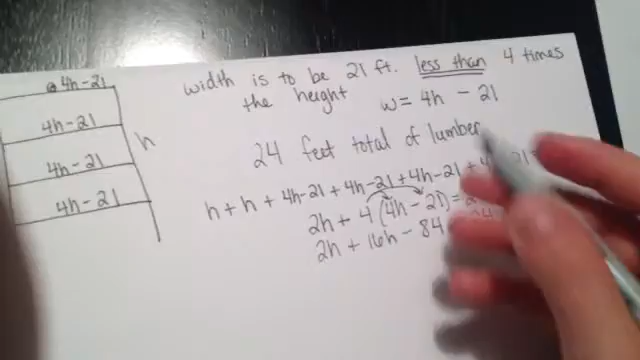 4h-21
4h-21
4h-21
4h-21
h
width is to be 21 ft. less than 4 times
the height w = 4h - 21
24 feet total of lumber
h + h + 4h-21 + 4h-21 + 4h-21 +
2h + 4 (4h - 21) =
2h + 16h - 84